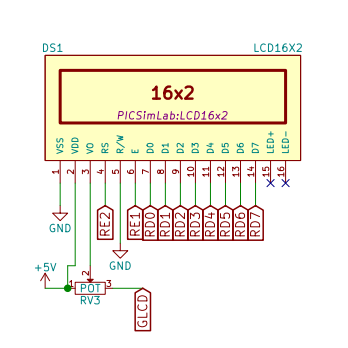 DS1 LCD16X2
16x2
PICSimLab:LCD16x2
VSS VDD VO RS R/W E D0 D1 D2 D3 D4 D5 D6 D7 LED+ LED-
1 2 3 4 5 6 7 8 9 10 11 12 13 14 15 16
RE2 RE1 RD0 RD1 RD2 RD3 RD4 RD5 RD6 RD7
GND
GND
+5V
2
1 POT 3
RV3
GLCD